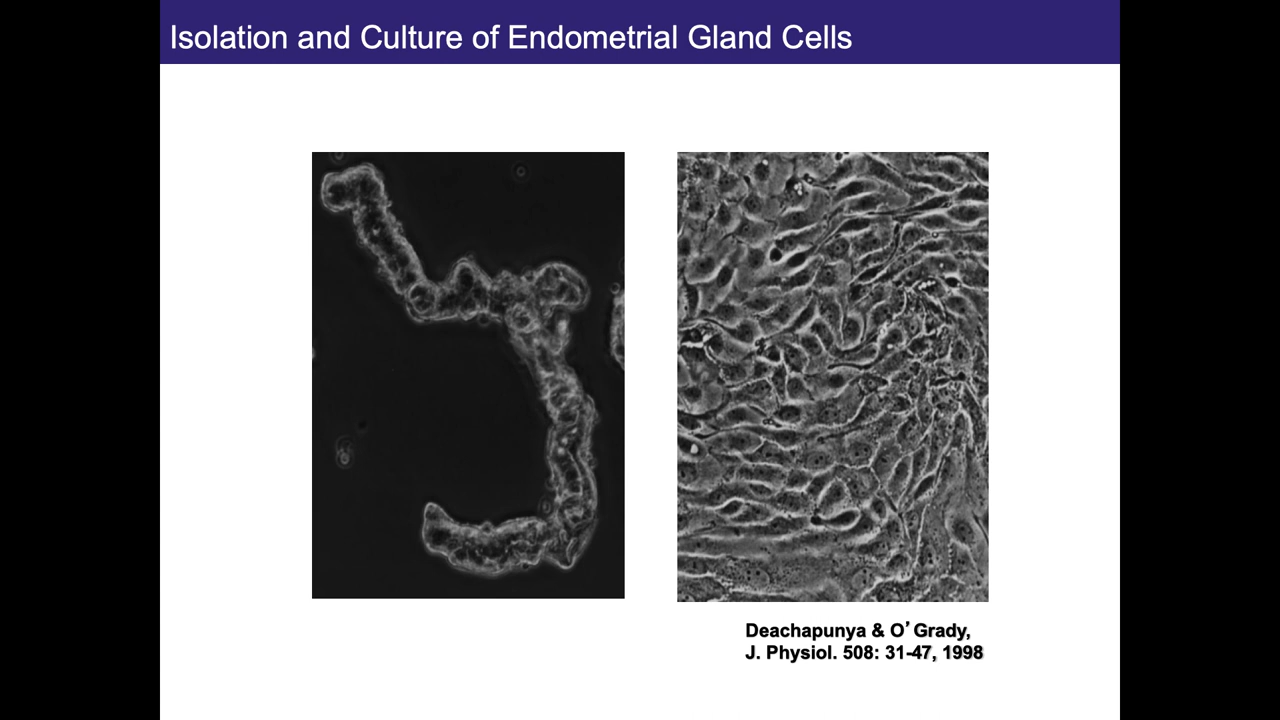 Isolation and Culture of Endometrial Gland Cells
Deachapunya & O’Grady,
J. Physiol. 508: 31-47, 1998